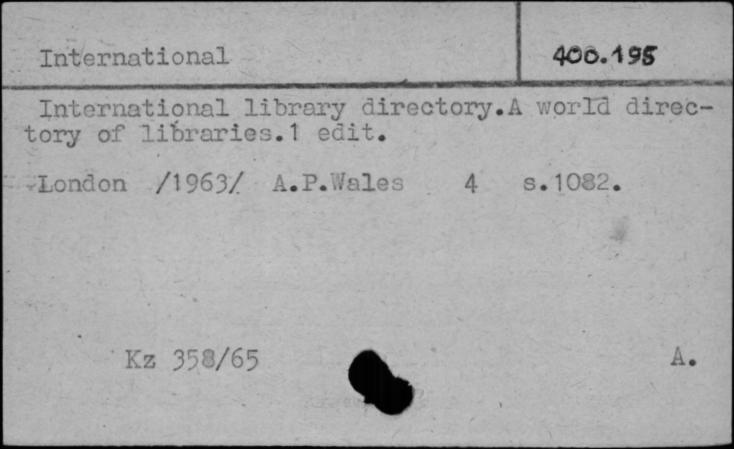 International
400.195
International library directory.A world direc-
tory of libraries.1 edit.
London /1963/ A.P.Wales 4 s.1082.
Kz 358/65
A.